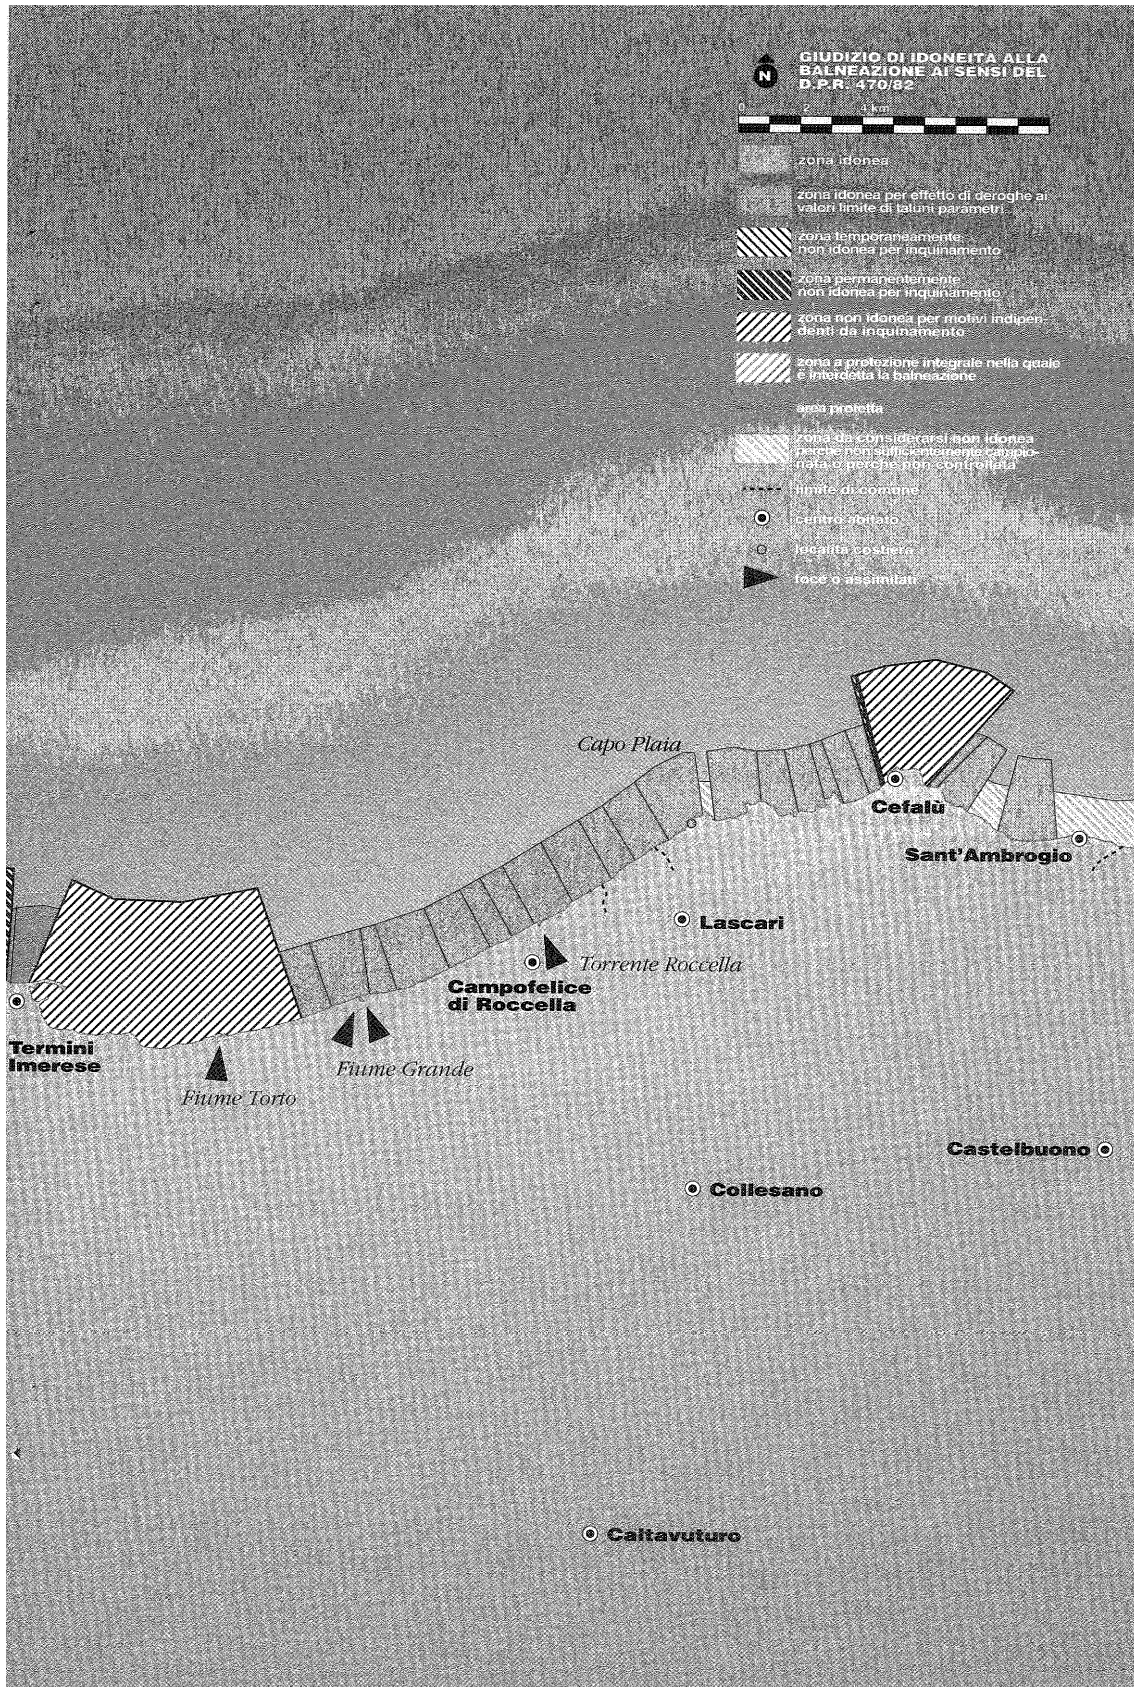 GIUDIZIO DI IDONEITÀ ALLA
BALNEAZIONE AI SENSI DEL
D.P.R. 470/82
N
0 2 4 km
zona idonea
zona idonea per effetto di deroghe ai
valori limite di taluni parametri
zona temporaneamente
non idonea per inquinamento
zona permanentemente
non idonea per inquinamento
zona non idonea per motivi indipen-
denti da inquinamento
zona a protezione integrale nella quale
è interdetta la balneazione
area protetta
zona da considerarsi non idonea
perchè non sufficientemente campio-
nata o perchè non controllata
limite di comune
centro abitato
località costiera
foce o assimilati
Capo Plaia
Cefalù
Sant'Ambrogio
Lascari
Torrente Roccella
Campofelice
di Roccella
Termini
Imerese
Fiume Grande
Fiume Torto
Castelbuono
Collesano
Caltavuturo